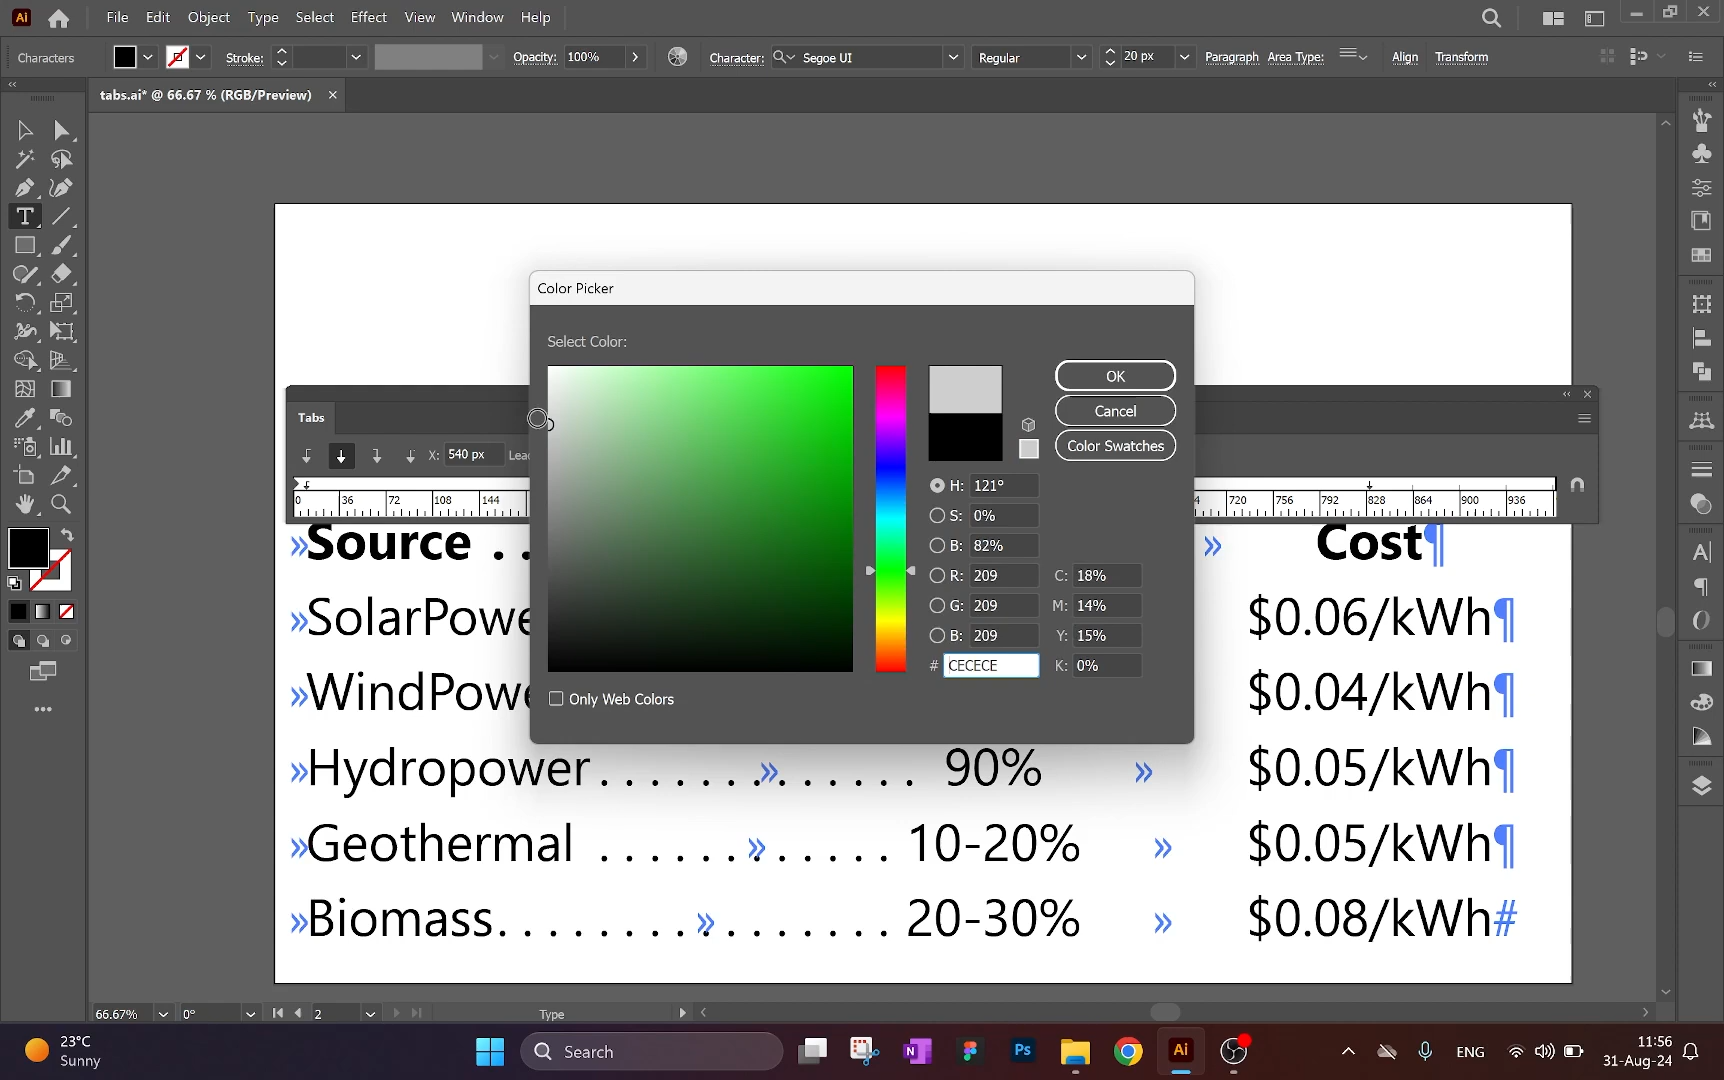 Ai File Edit Object Type Select Effect View Window Help
Characters Stroke: Opacity: 100% Character: Segoe UI Regular 20 px Paragraph Area Type: Align Transform
tabs.ai* @ 66.67 % (RGB/Preview)
Color Picker
Select Color:
OK
Cancel
Color Swatches
H: 121°
S: 0%
B: 82%
R: 209 C: 18%
G: 209 M: 14%
B: 209 Y: 15%
# CECECE K: 0%
Only Web Colors
Tabs
X: 540 px Lea
0 36 72 108 144 720 756 792 828 864 900 936
»Source . . » Cost¶
»SolarPowe $0.06/kWh¶
»WindPowe $0.04/kWh¶
»Hydropower . . . . . . » . . . . . . 90% » $0.05/kWh¶
»Geothermal . . . . . . » . . . . . 10-20% » $0.05/kWh¶
»Biomass . . . . . . . . » . . . . . . . 20-30% » $0.08/kWh#
66.67% 0° 2 Type
23°C
Sunny
Search
N
Ps
Ai
ENG
11:56
31-Aug-24